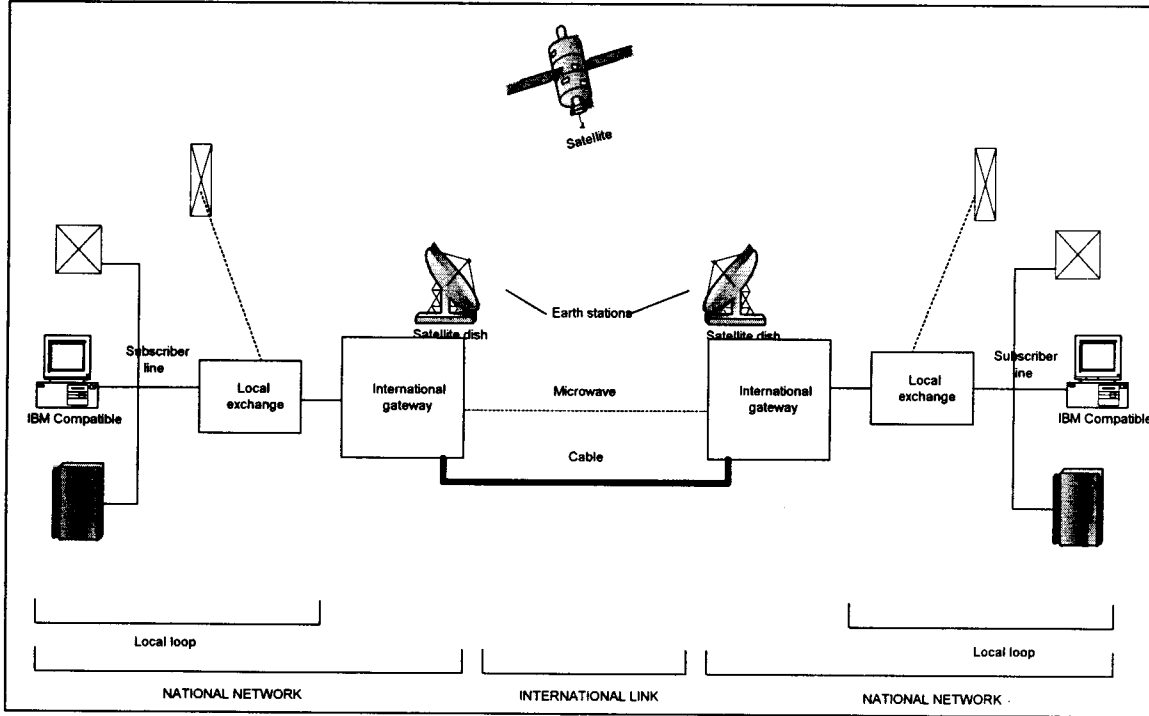 Satellite
Earth stations
Satellite dish
Satellite dish
Subscriber
line
Local
exchange
International
gateway
Microwave
International
gateway
Local
exchange
Subscriber
line
IBM Compatible
IBM Compatible
Cable
Local loop
Local loop
NATIONAL NETWORK
INTERNATIONAL LINK
NATIONAL NETWORK